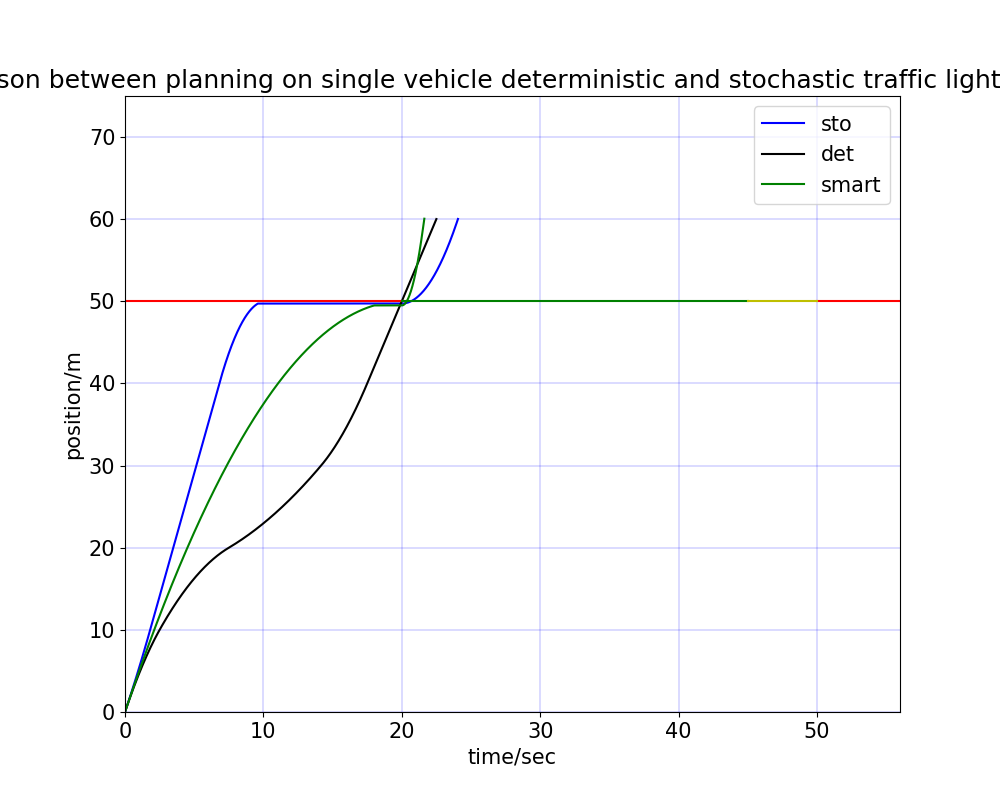 son between planning on single vehicle deterministic and stochastic traffic light
sto
det
smart
70
60
50
40
30
20
10
0
position/m
0 10 20 30 40 50
time/sec